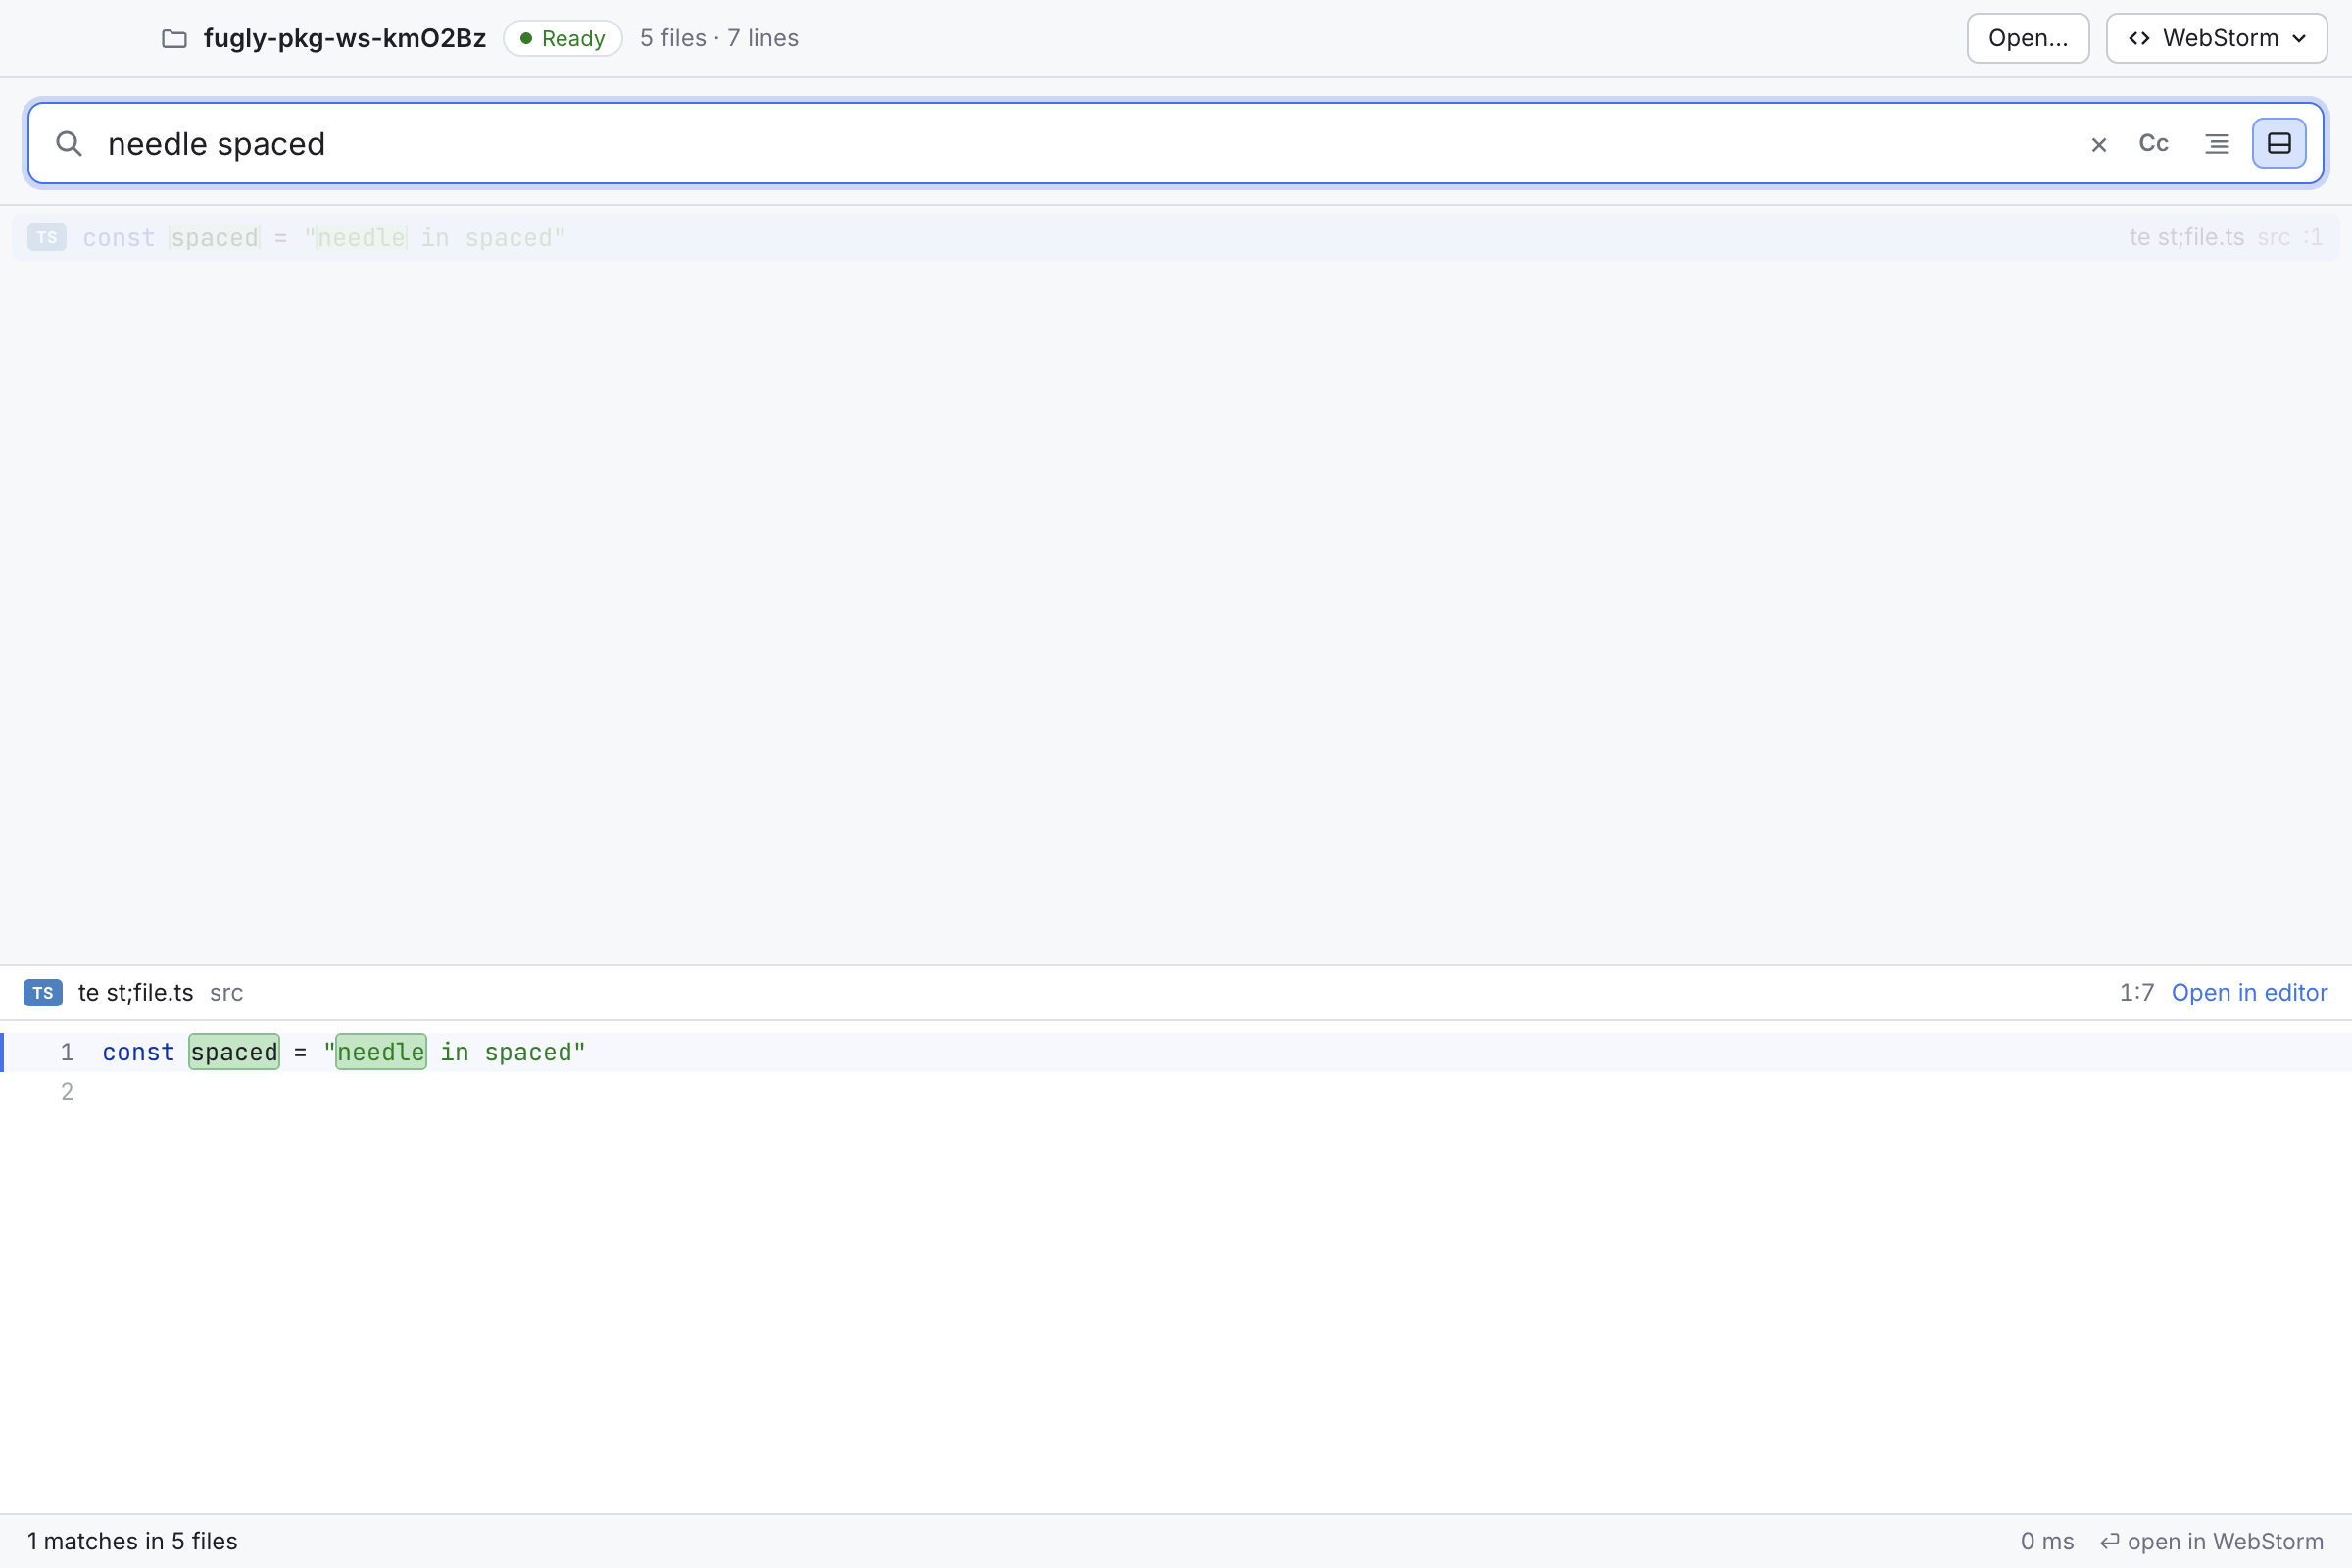 fugly-pkg-ws-kmO2Bz Ready 5 files · 7 lines Open... WebStorm
needle spaced Cc
TS const spaced = "needle in spaced" te st;file.ts src :1
TS te st;file.ts src 1:7 Open in editor
1 const spaced = "needle in spaced"
2
1 matches in 5 files 0 ms open in WebStorm